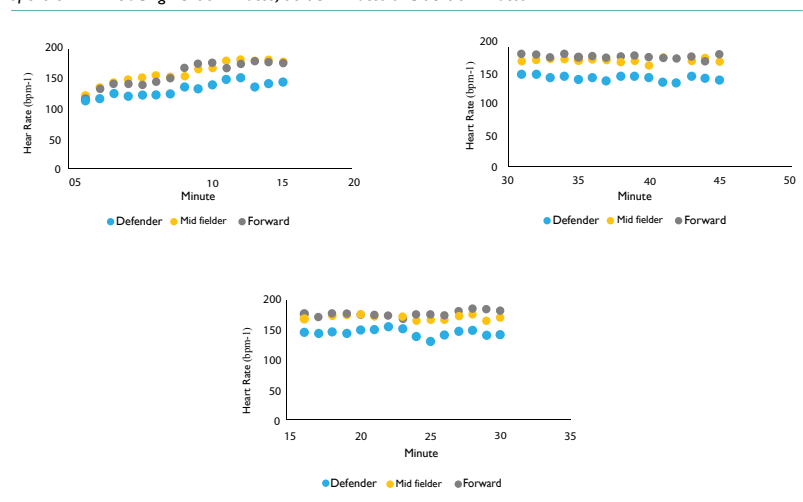 200
150
100
50
0
Hear Rate (bpm-1)
05 10 15 20
Minute
Defender Mid fielder Forward
200
150
100
50
0
Heart Rate (bpm-1)
30 35 40 45 50
Minute
Defender Mid fielder Forward
200
150
100
50
0
Heart Rate (bpm-1)
15 20 25 30 35
Minute
Defender Mid fielder Forward